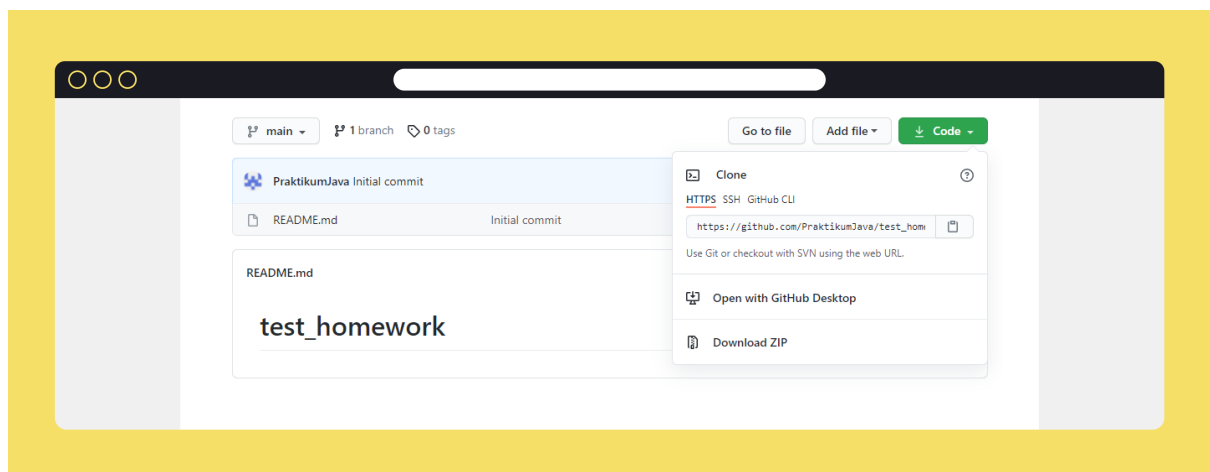 main 1 branch 0 tags Go to file Add file Code
PraktikumJava Initial commit
README.md Initial commit
README.md
test_homework
Clone
HTTPS SSH GitHub CLI
https://github.com/PraktikumJava/test_hom
Use Git or checkout with SVN using the web URL.
Open with GitHub Desktop
Download ZIP